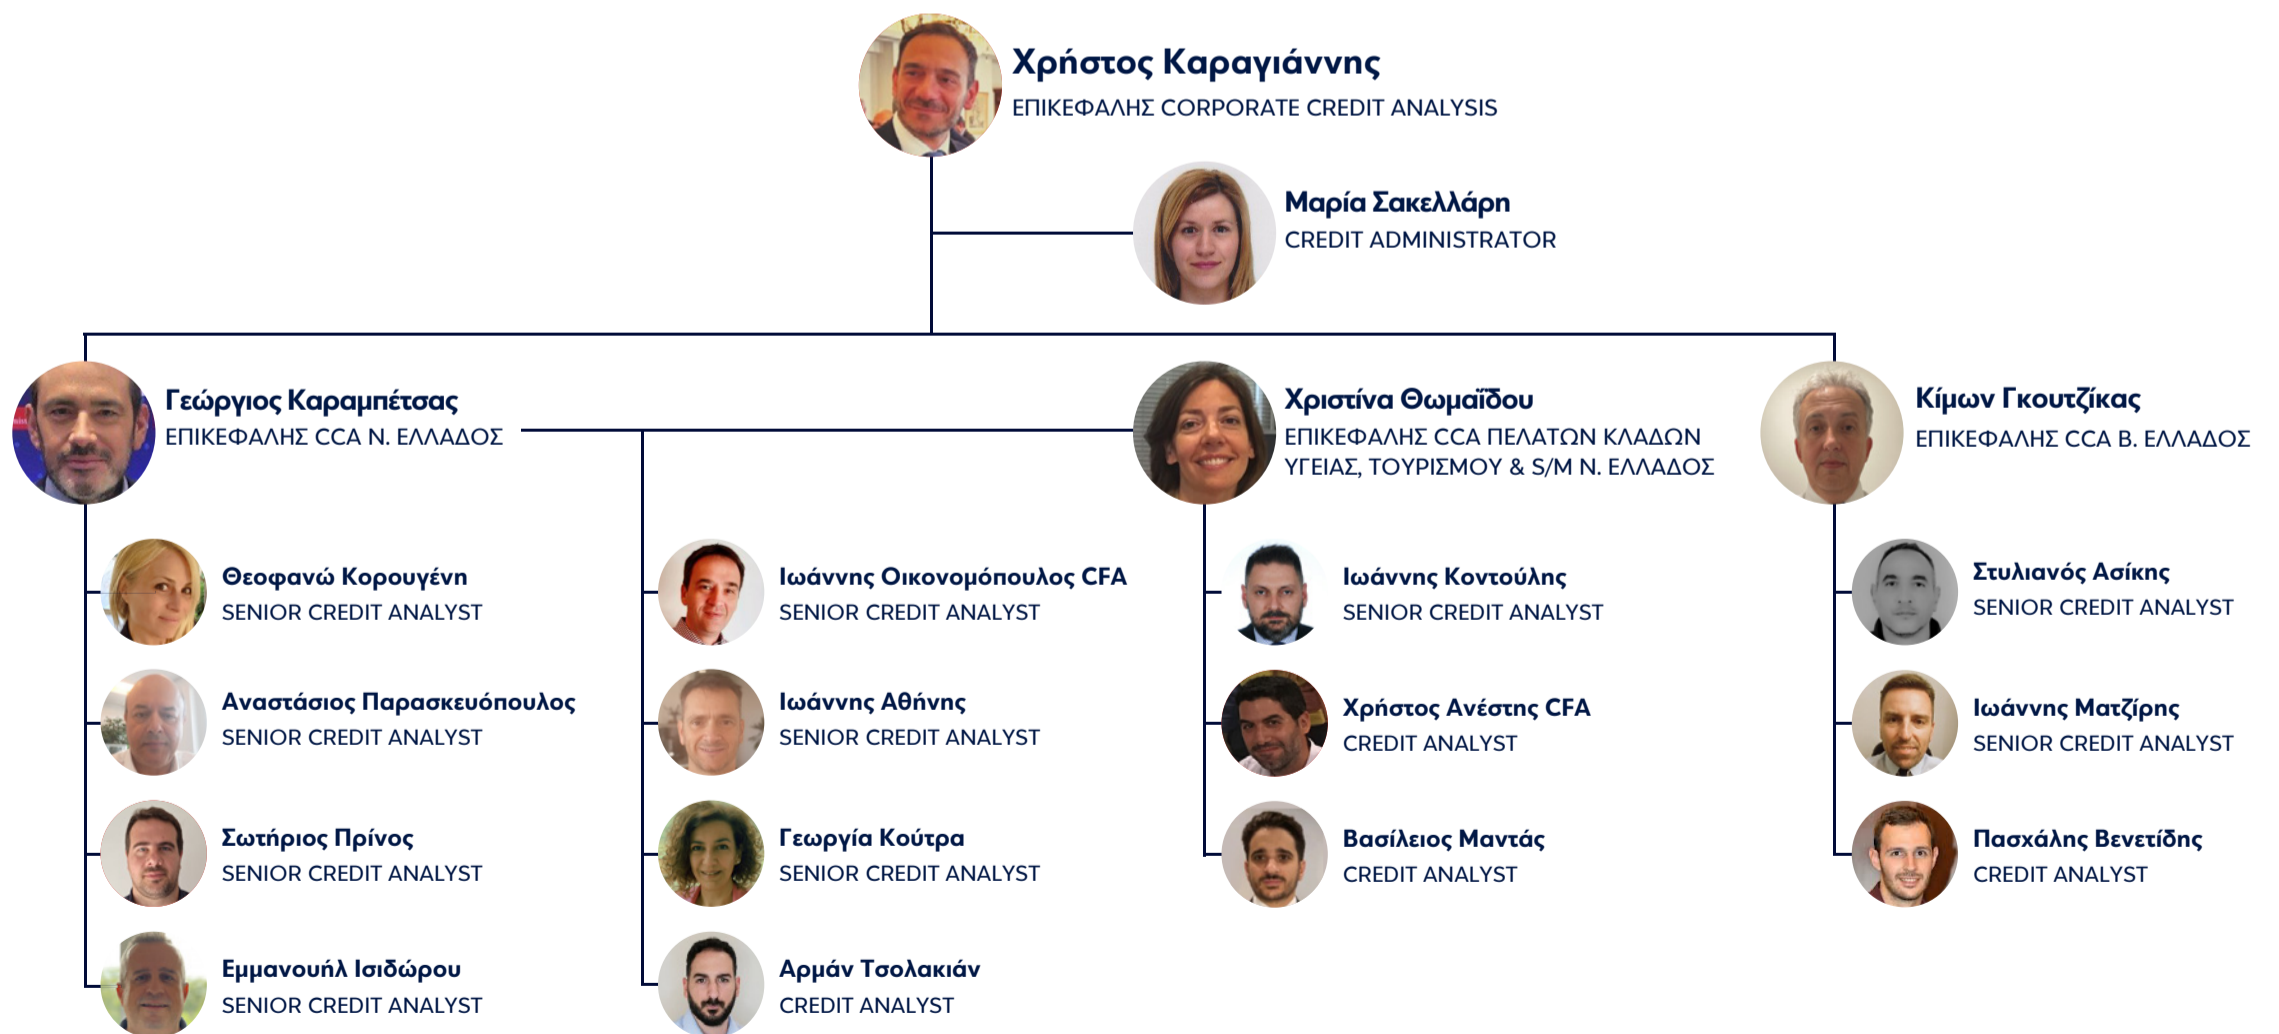 Χρήστος Καραγιάννης
ΕΠΙΚΕΦΑΛΗΣ CORPORATE CREDIT ANALYSIS
Μαρία Σακελλάρη
CREDIT ADMINISTRATOR
Γεώργιος Καραμπέτσας
ΕΠΙΚΕΦΑΛΗΣ CCA Ν. ΕΛΛΑΔΟΣ
Χριστίνα Θωμαΐδου
ΕΠΙΚΕΦΑΛΗΣ CCA ΠΕΛΑΤΩΝ ΚΛΑΔΩΝ
ΥΓΕΙΑΣ, ΤΟΥΡΙΣΜΟΥ & S/M Ν. ΕΛΛΑΔΟΣ
Κίμων Γκουτζίκας
ΕΠΙΚΕΦΑΛΗΣ CCA Β. ΕΛΛΑΔΟΣ
Θεοφανώ Κορουγένη
SENIOR CREDIT ANALYST
Αναστάσιος Παρασκευόπουλος
SENIOR CREDIT ANALYST
Σωτήριος Πρίνος
SENIOR CREDIT ANALYST
Εμμανουήλ Ισιδώρου
SENIOR CREDIT ANALYST
Ιωάννης Οικονομόπουλος CFA
SENIOR CREDIT ANALYST
Ιωάννης Αθήνης
SENIOR CREDIT ANALYST
Γεωργία Κούτρα
SENIOR CREDIT ANALYST
Αρμάν Τσολακιάν
CREDIT ANALYST
Ιωάννης Κοντούλης
SENIOR CREDIT ANALYST
Χρήστος Ανέστης CFA
CREDIT ANALYST
Βασίλειος Μαντάς
CREDIT ANALYST
Στυλιανός Ασίκης
SENIOR CREDIT ANALYST
Ιωάννης Ματζίρης
SENIOR CREDIT ANALYST
Πασχάλης Βενετίδης
CREDIT ANALYST